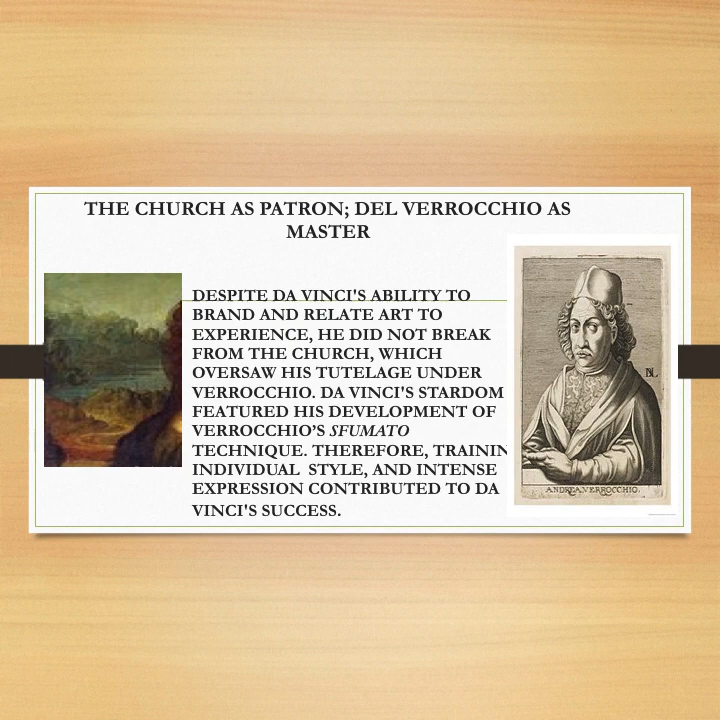 THE CHURCH AS PATRON; DEL VERROCCHIO AS
MASTER
DESPITE DA VINCI'S ABILITY TO
BRAND AND RELATE ART TO
EXPERIENCE, HE DID NOT BREAK
FROM THE CHURCH, WHICH
OVERSAW HIS TUTELAGE UNDER
VERROCCHIO. DA VINCI'S STARDOM
FEATURED HIS DEVELOPMENT OF
VERROCCHIO’S SFUMATO
TECHNIQUE. THEREFORE, TRAININ
INDIVIDUAL STYLE, AND INTENSE
EXPRESSION CONTRIBUTED TO DA
VINCI'S SUCCESS.
ANDREA VERROCCHIO.